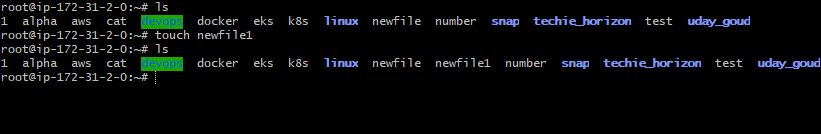 root@ip-172-31-2-0:~# ls
1 alpha aws cat devops docker eks k8s linux newfile number snap techie_horizon test uday_goud
root@ip-172-31-2-0:~# touch newfile1
root@ip-172-31-2-0:~# ls
1 alpha aws cat devops docker eks k8s linux newfile newfile1 number snap techie_horizon test uday_goud
root@ip-172-31-2-0:~#